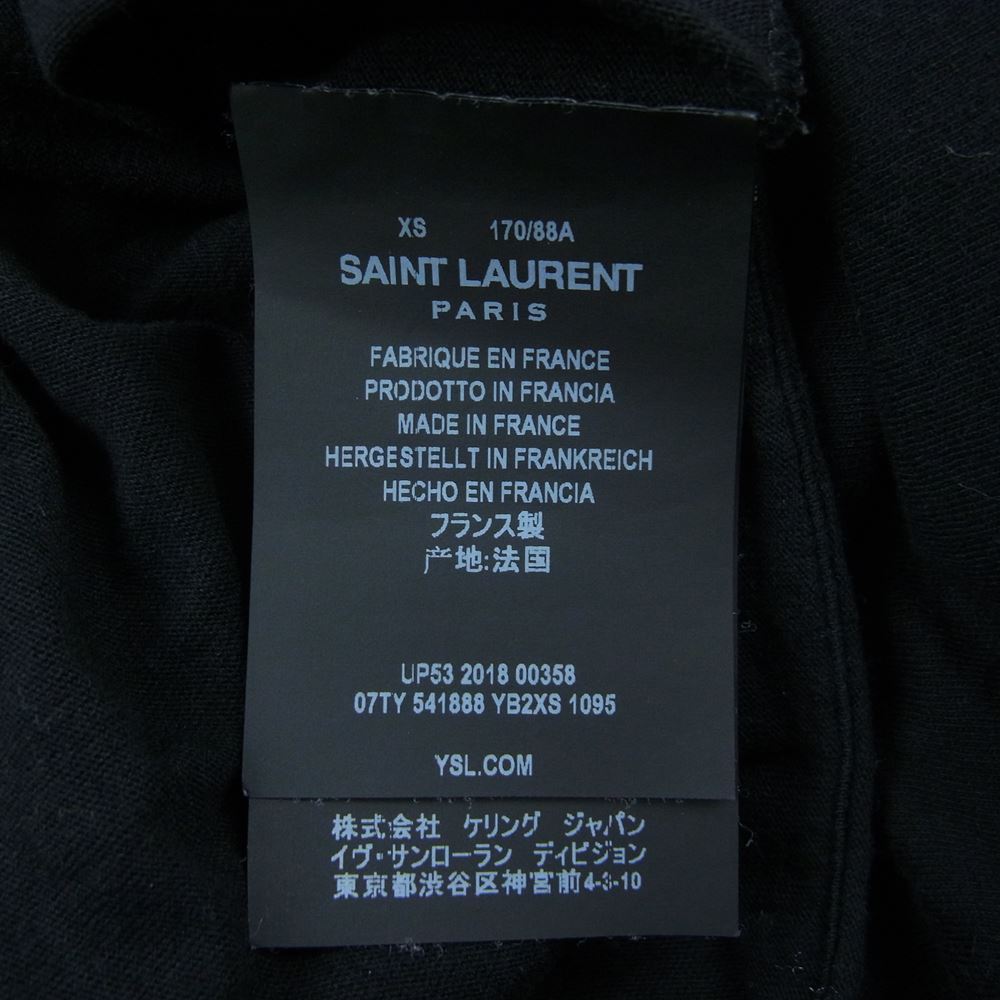 XS 170/88A
SAINT LAURENT
PARIS
FABRIQUE EN FRANCE
PRODOTTO IN FRANCIA
MADE IN FRANCE
HERGESTELLT IN FRANKREICH
HECHO EN FRANCIA
フランス製
产地:法国
UP53 2018 00358
07TY 541888 YB2XS 1095
YSL.COM
株式会社 ケリング ジャパン
イヴ・サンローラン ディビジョン
東京都渋谷区神宮前4-3-10